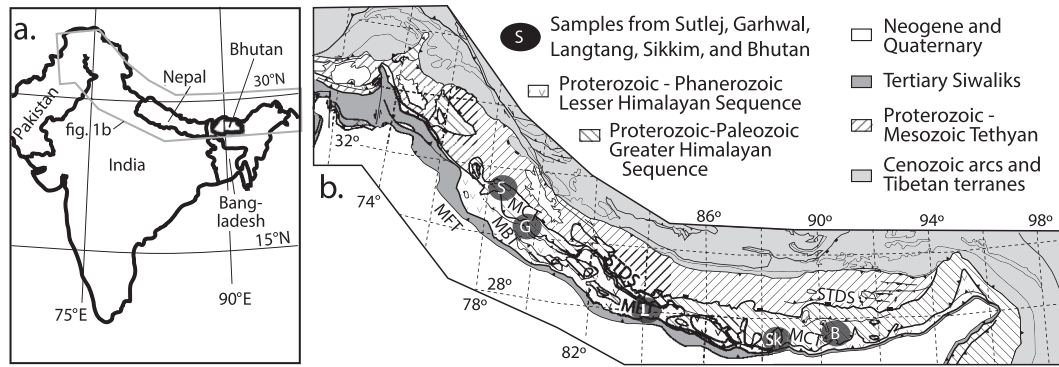 a.
Bhutan
Nepal
30°N
Pakistan
fig. 1b
India
Bang-
ladesh
15°N
75°E
90°E
S
Samples from Sutlej, Garhwal,
Langtang, Sikkim, and Bhutan
Proterozoic - Phanerozoic
Lesser Himalayan Sequence
Proterozoic-Paleozoic
Greater Himalayan
Sequence
Neogene and
Quaternary
Tertiary Siwaliks
Proterozoic -
Mesozoic Tethyan
Cenozoic arcs and
Tibetan terranes
b.
32°
74°
78°
28°
82°
86°
90°
94°
98°
MFT
MBT
MCT
S
G
STDS
L
Sk
MCT
B
STDS